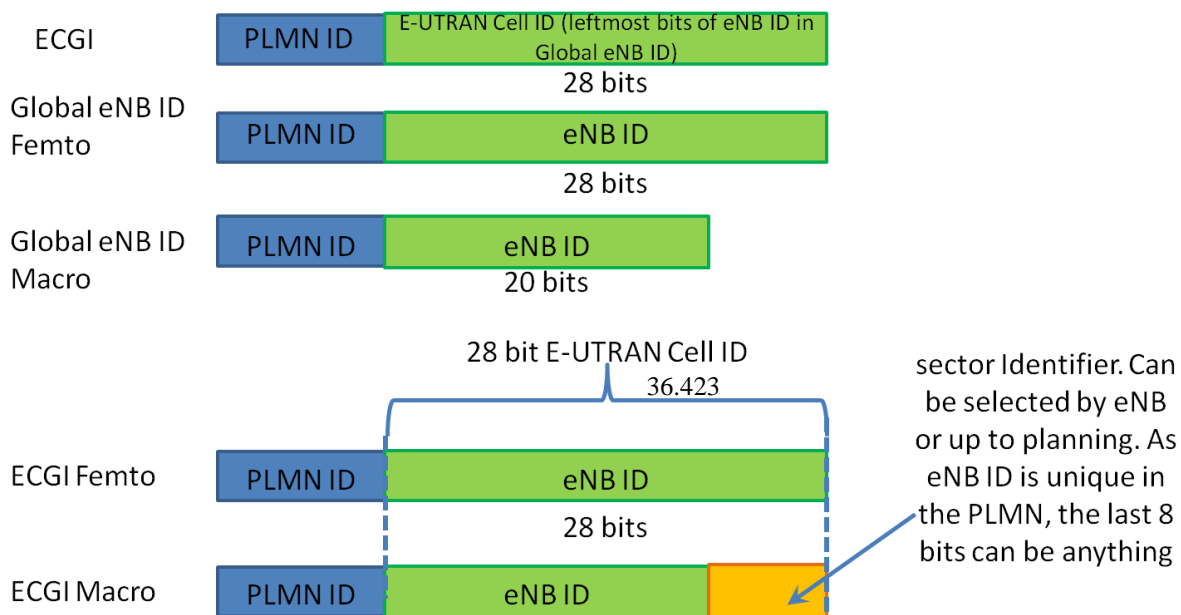 ECGI
PLMN ID
E-UTRAN Cell ID (leftmost bits of eNB ID in
Global eNB ID)
28 bits
Global eNB ID
Femto
PLMN ID
eNB ID
28 bits
Global eNB ID
Macro
PLMN ID
eNB ID
20 bits
28 bit E-UTRAN Cell ID
36.423
sector Identifier. Can
be selected by eNB
or up to planning. As
eNB ID is unique in
the PLMN, the last 8
bits can be anything
ECGI Femto
PLMN ID
eNB ID
28 bits
ECGI Macro
PLMN ID
eNB ID